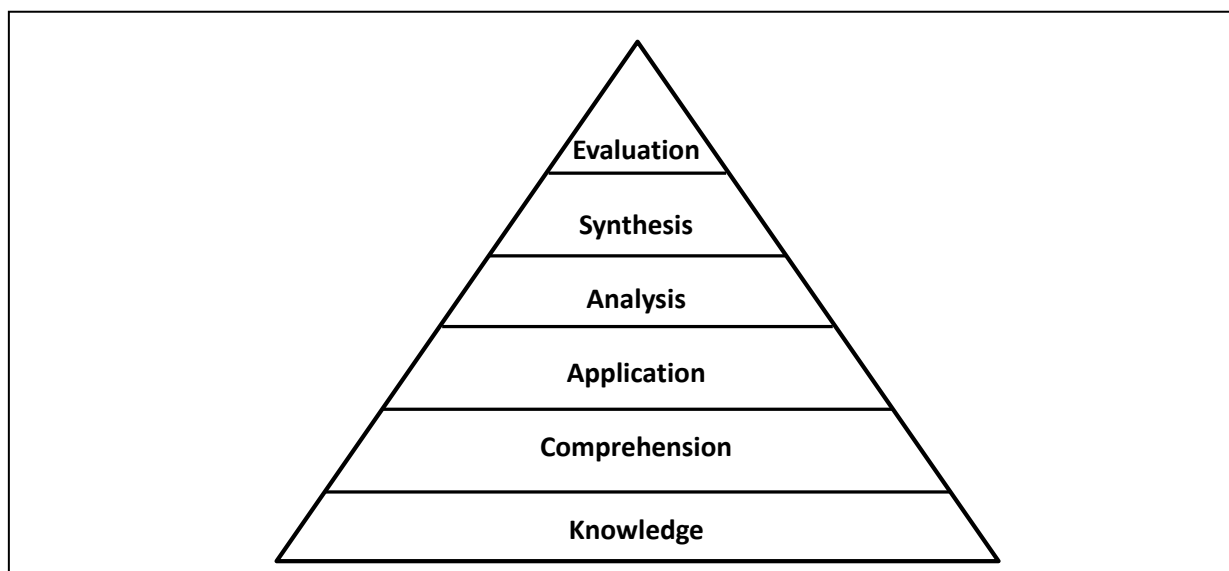 Evaluation
Synthesis
Analysis
Application
Comprehension
Knowledge